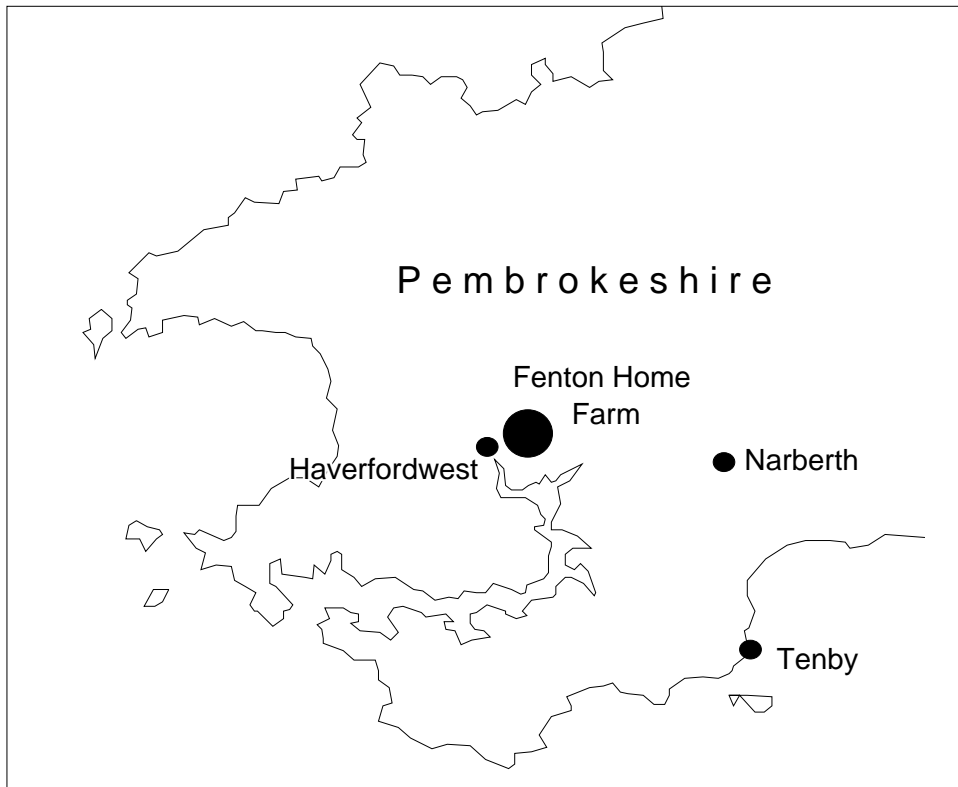 Pembrokeshire
Fenton Home
Farm
Haverfordwest
Narberth
Tenby